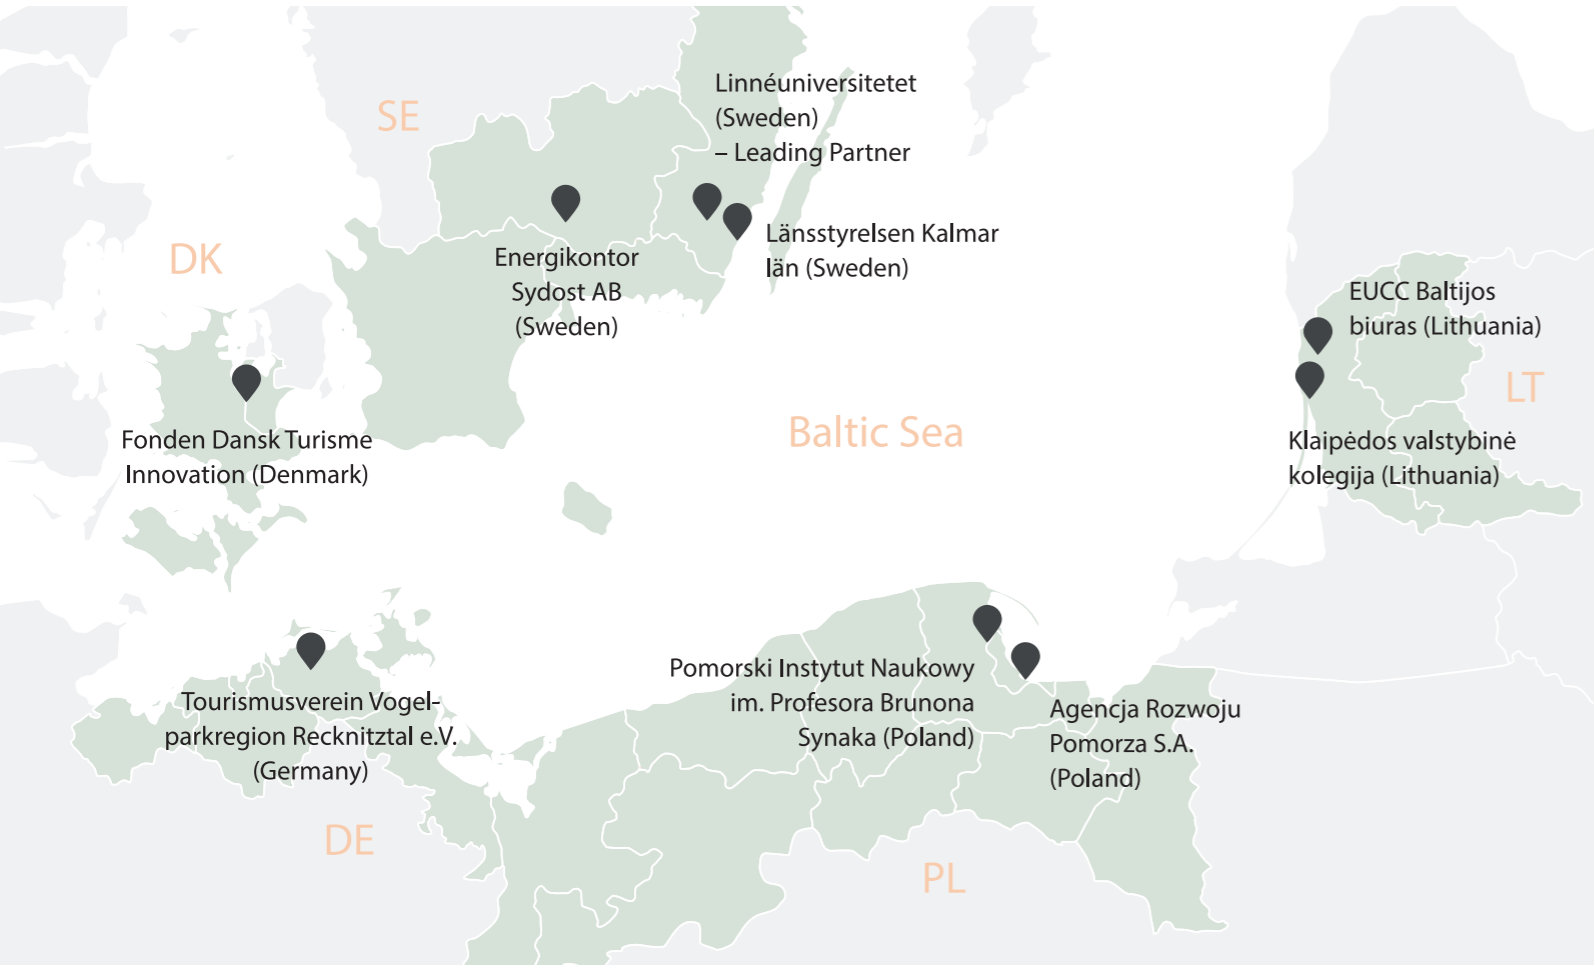 Linnéuniversitetet
(Sweden)
– Leading Partner
SE
Länsstyrelsen Kalmar
län (Sweden)
Energikontor
Sydost AB
(Sweden)
DK
EUCC Baltijos
biuras (Lithuania)
LT
Klaipėdos valstybinė
kolegija (Lithuania)
Baltic Sea
Fonden Dansk Turisme
Innovation (Denmark)
Tourismusverein Vogel-
parkregion Recknitztal e.V.
(Germany)
DE
Pomorski Instytut Naukowy
im. Profesora Brunona
Synaka (Poland)
Agencja Rozwoju
Pomorza S.A.
(Poland)
PL